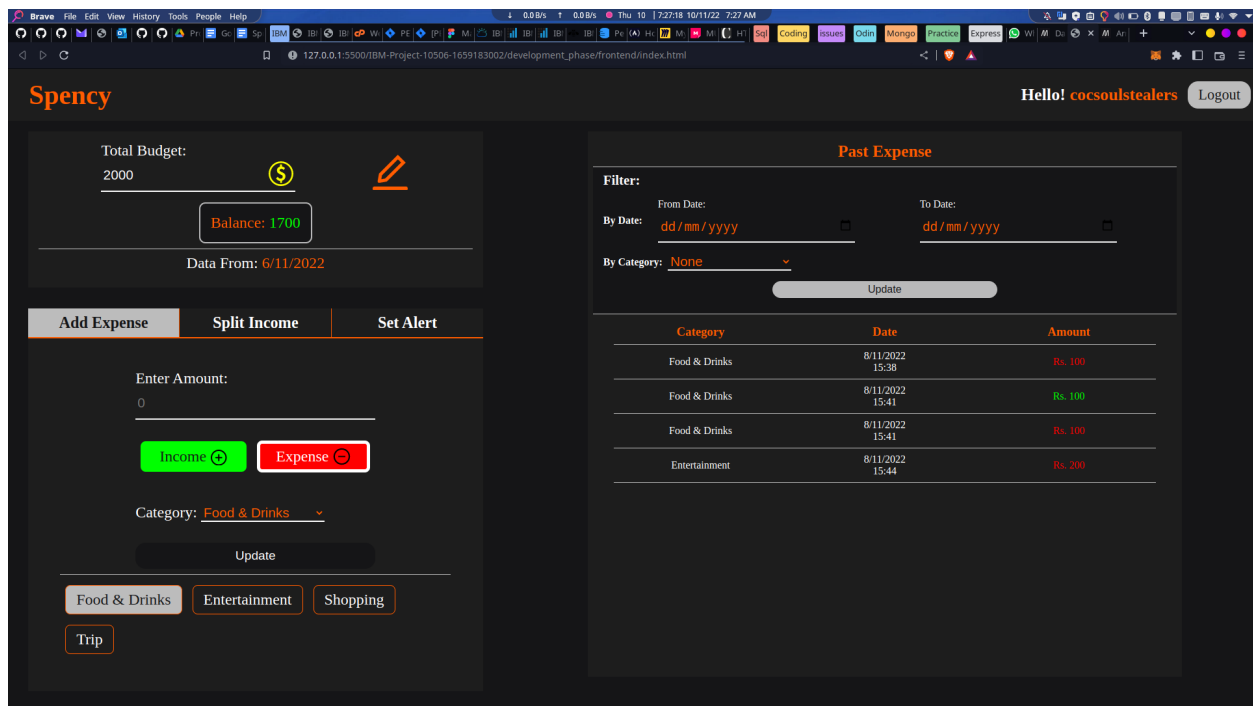 Brave File Edit View History Tools People Help
↓ 0.0 B/s ↑ 0.0 B/s Thu 10 | 7:27:18 10/11/22 7:27 AM
IBM
Sql Coding issues Odin Mongo Practice Express
127.0.0.1:5500/IBM-Project-10506-1659183002/development_phase/frontend/index.html
Spency
Hello! cocsoulstealers Logout
Total Budget:
2000
Balance: 1700
Data From: 6/11/2022
Add Expense Split Income Set Alert
Enter Amount:
0
Income Expense
Category: Food & Drinks
Update
Food & Drinks Entertainment Shopping
Trip
Past Expense
Filter:
From Date: To Date:
By Date: dd/mm/yyyy dd/mm/yyyy
By Category: None
Update
Category Date Amount
Food & Drinks 8/11/2022 15:38 Rs. 100
Food & Drinks 8/11/2022 15:41 Rs. 100
Food & Drinks 8/11/2022 15:41 Rs. 100
Entertainment 8/11/2022 15:44 Rs. 200